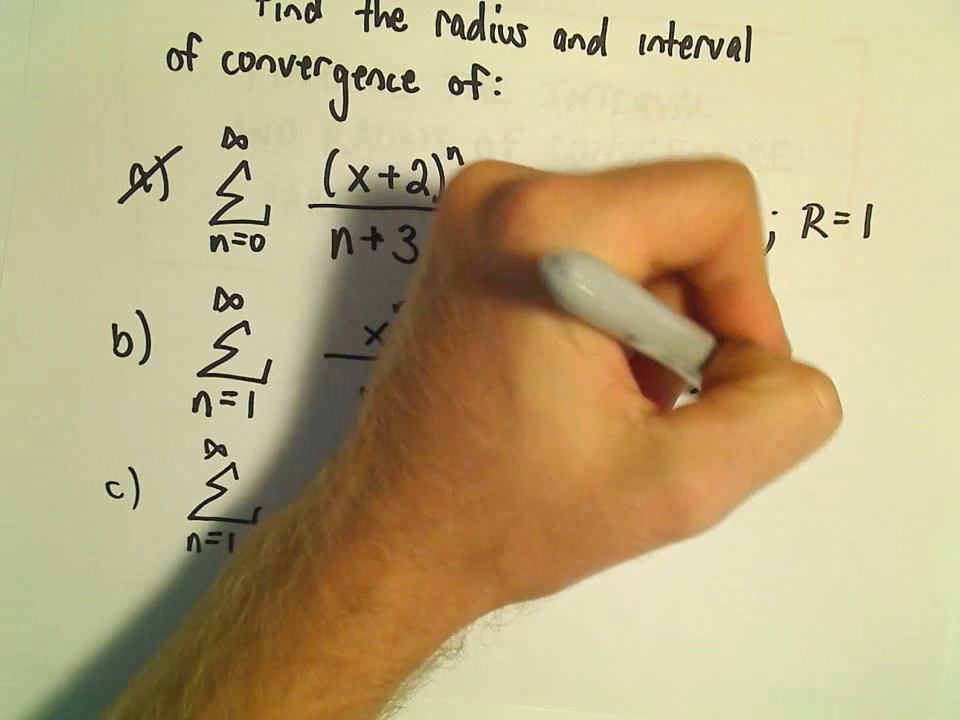 Find the radius and interval
of convergence of:
a) ∞ Σ n=0 (x+2)^n / n+3 ; R=1
b) ∞ Σ n=1 x
c) ∞ Σ n=1